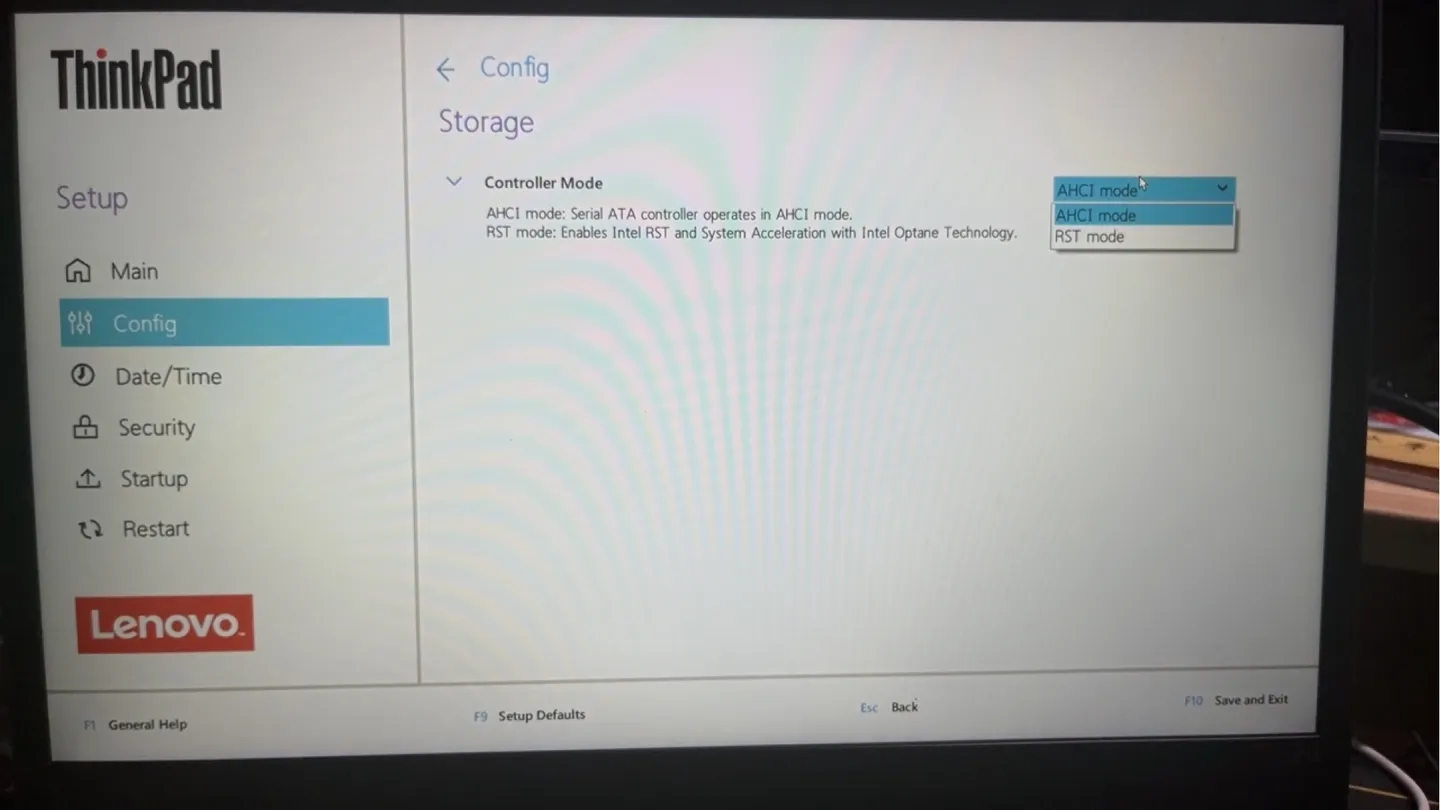 ThinkPad
Setup
Main
Config
Date/Time
Security
Startup
Restart
Lenovo
← Config
Storage
Controller Mode
AHCI mode: Serial ATA controller operates in AHCI mode.
RST mode: Enables Intel RST and System Acceleration with Intel Optane Technology.
AHCI mode
AHCI mode
RST mode
F1 General Help
F9 Setup Defaults
Esc Back
F10 Save and Exit